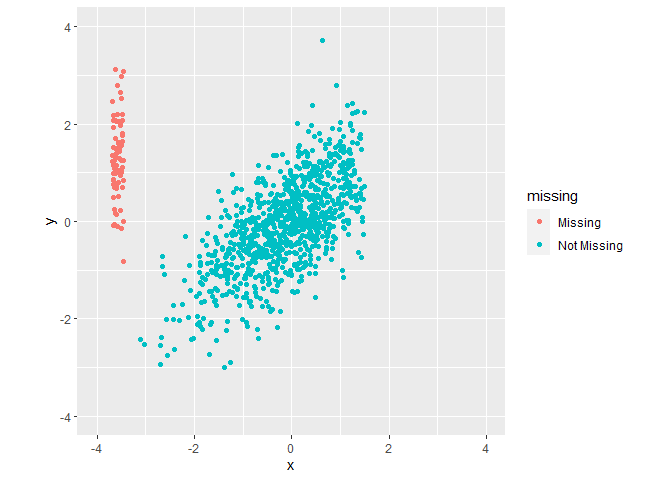 4
2
0
-2
-4
y
-4 -2 0 2 4
x
missing
Missing
Not Missing